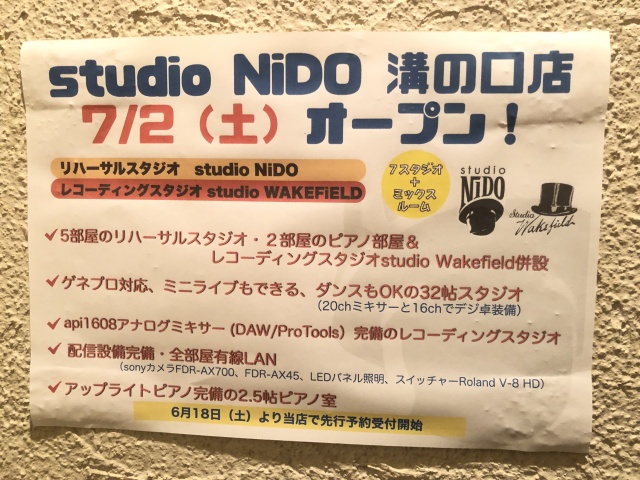 studio NiDO 溝の口店
7/2（土）オープン！
リハーサルスタジオ studio NiDO
レコーディングスタジオ studio WAKEFiELD
7スタジオ
+
ミックス
ルーム
studio
NiDO
Studio
Wakefield
✓5部屋のリハーサルスタジオ・２部屋のピアノ部屋＆
レコーディングスタジオstudio Wakefield併設
✓ゲネプロ対応、ミニライブもできる、ダンスもOKの32帖スタジオ
(20chミキサーと16chでデジ卓装備)
✓api1608アナログミキサー (DAW/ProTools）完備のレコーディングスタジオ
✓配信設備完備・全部屋有線LAN
（sonyカメラFDR-AX700、FDR-AX45、LEDパネル照明、スイッチャーRoland V-8 HD）
✓アップライトピアノ完備の2.5帖ピアノ室
6月18日（土）より当店で先行予約受付開始